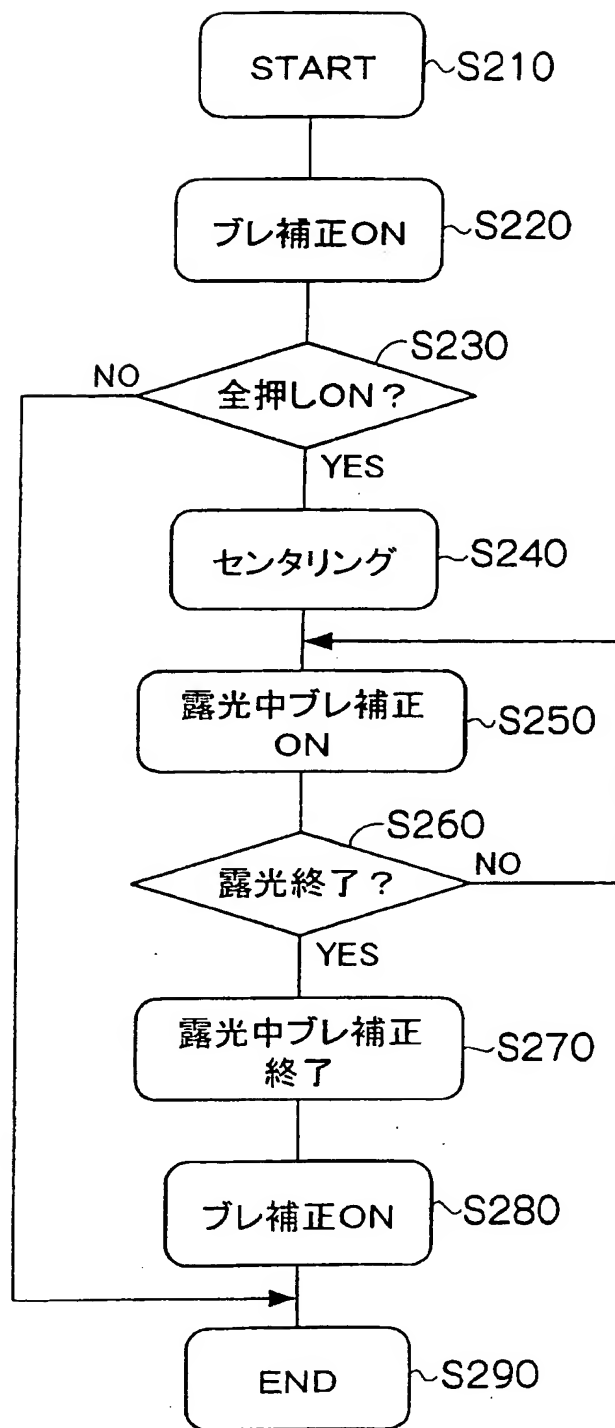 START
S210
ブレ補正ON
S220
S230
NO
全押しON?
YES
センタリング
S240
露光中ブレ補正
ON
S250
S260
露光終了?
NO
YES
露光中ブレ補正
終了
S270
ブレ補正ON
S280
END
S290